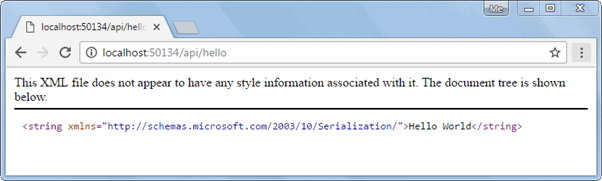 Me
localhost:50134/api/hello
localhost:50134/api/hello
This XML file does not appear to have any style information associated with it. The document tree is shown
below.
<string xmlns="http://schemas.microsoft.com/2003/10/Serialization/">Hello World</string>